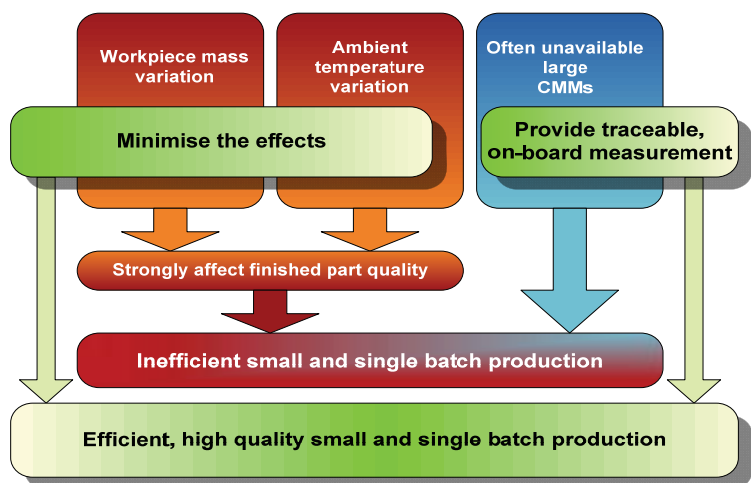 Workpiece mass
variation
Ambient
temperature
variation
Often unavailable
large
CMMs
Minimise the effects
Provide traceable,
on-board measurement
Strongly affect finished part quality
Inefficient small and single batch production
Efficient, high quality small and single batch production